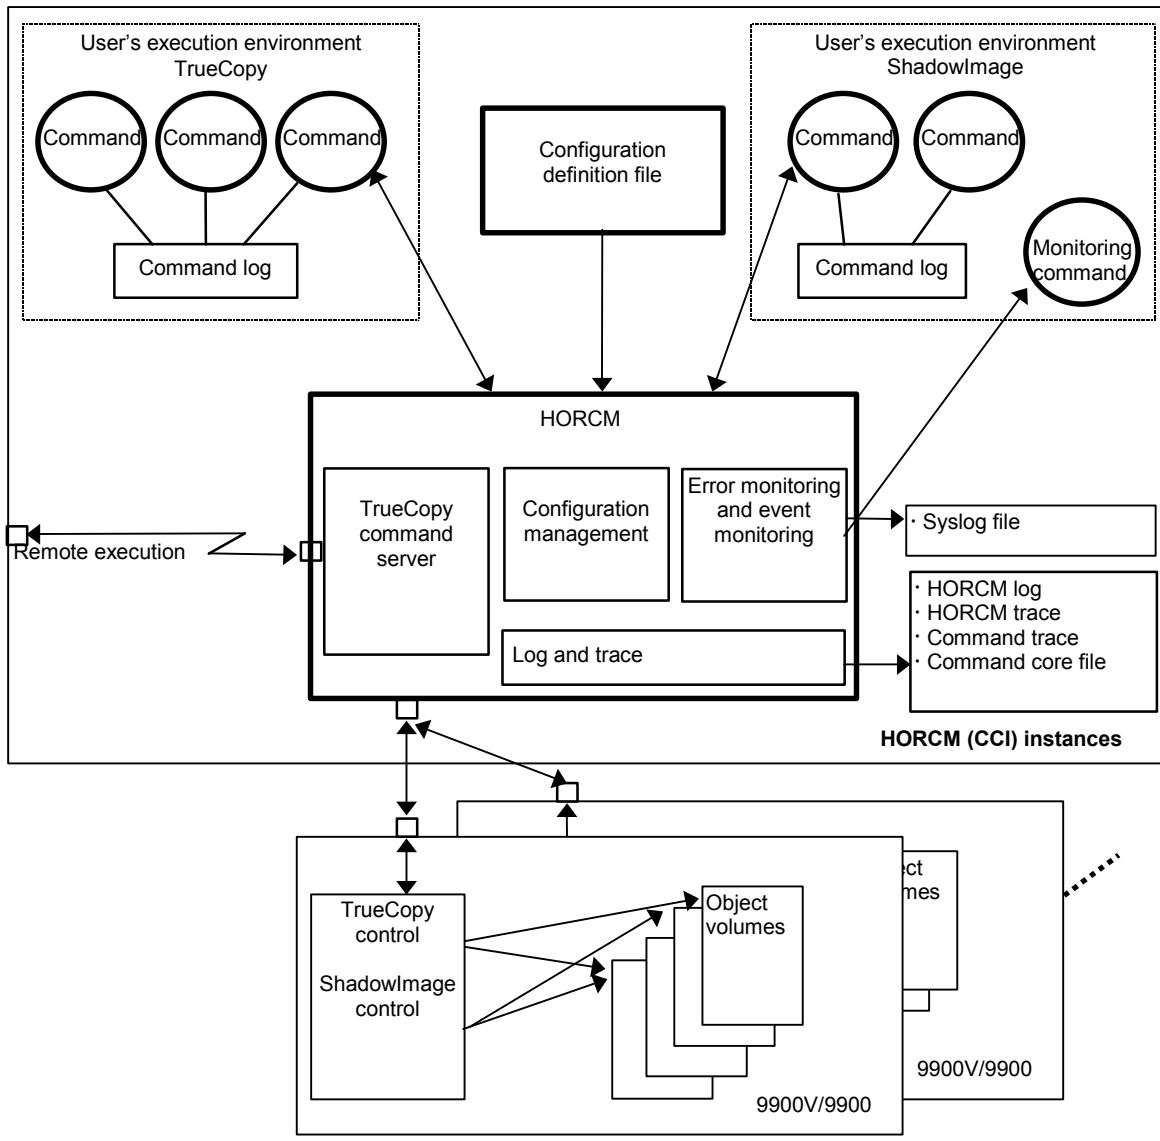 User's execution environment
TrueCopy
User's execution environment
ShadowImage
Command
Command
Command
Configuration
definition file
Command
Command
Command log
Command log
Monitoring
command
HORCM
TrueCopy
command
server
Configuration
management
Error monitoring
and event
monitoring
· Syslog file
Remote execution
· HORCM log
· HORCM trace
· Command trace
· Command core file
Log and trace
HORCM (CCI) instances
TrueCopy
control
ShadowImage
control
Object
volumes
ect
mes
9900V/9900
9900V/9900